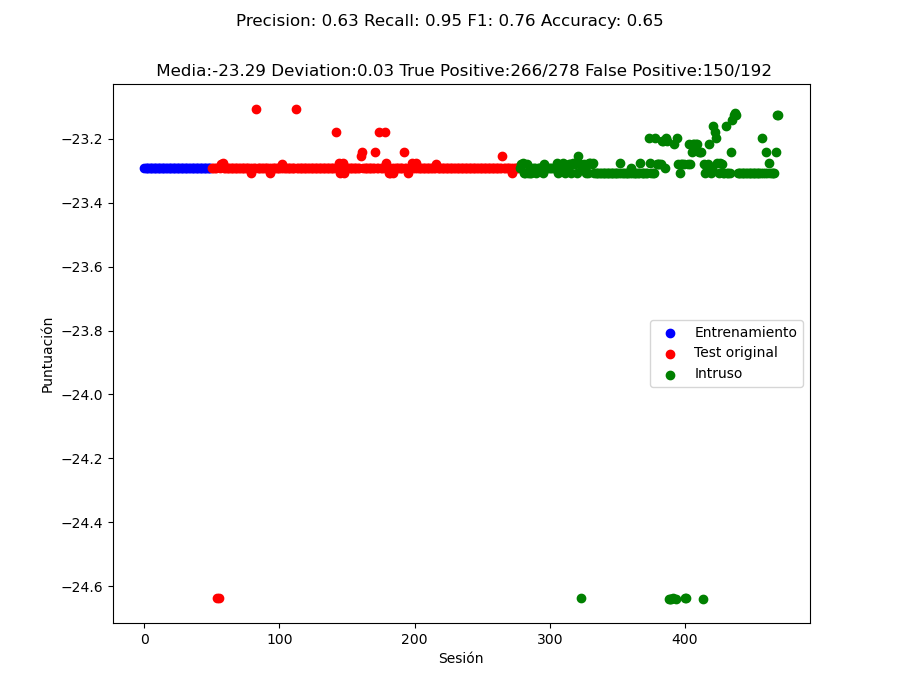 Precision: 0.63 Recall: 0.95 F1: 0.76 Accuracy: 0.65
Media:-23.29 Deviation:0.03 True Positive:266/278 False Positive:150/192
−23.2
−23.4
−23.6
−23.8
−24.0
−24.2
−24.4
−24.6
Puntuación
Entrenamiento
Test original
Intruso
0 100 200 300 400
Sesión